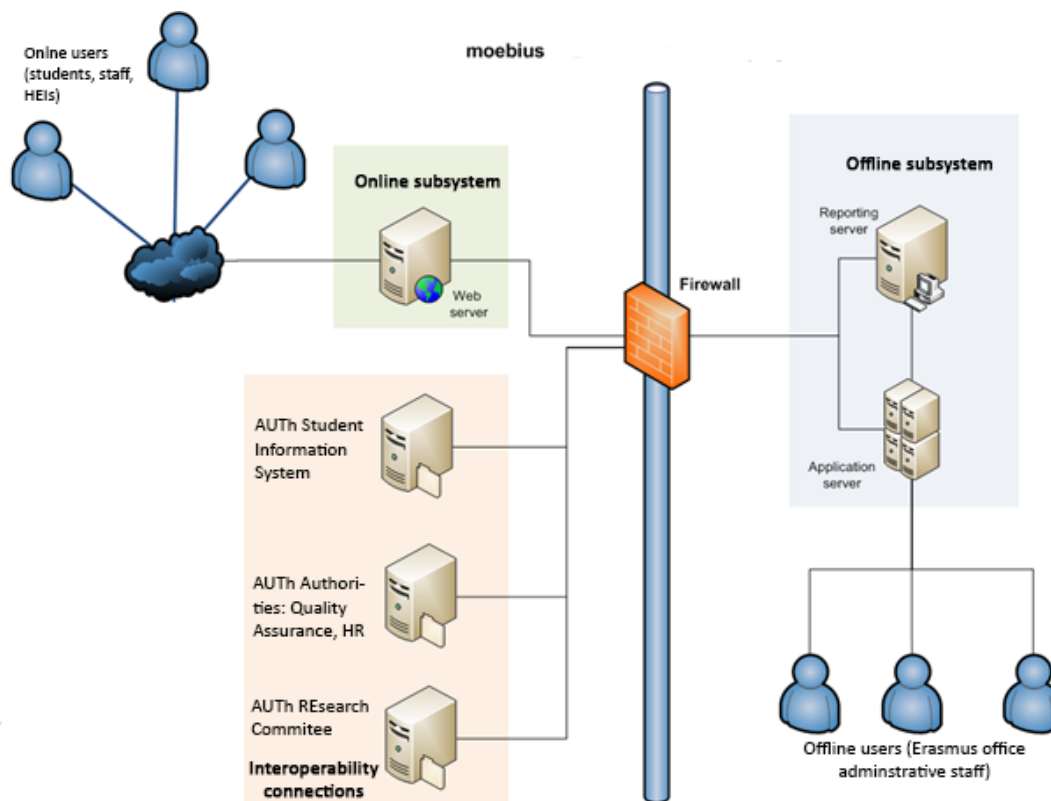 moebius
Onlne users
(students, staff,
HEIs)
Online subsystem
Web
server
Firewall
Offline subsystem
Reporting
server
Application
server
AUTh Student
Information
System
AUTh Authori-
ties: Quality
Assurance, HR
AUTh REsearch
Commitee
Interoperability
connections
Offline users (Erasmus office
adminstrative staff)